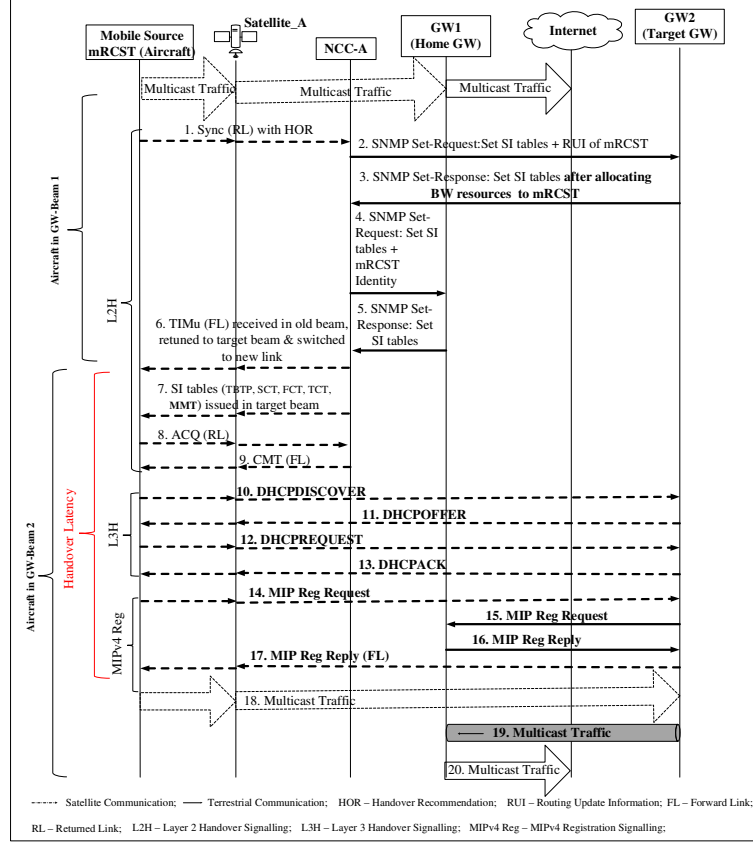 Mobile Source
mRCST (Aircraft)
Satellite_A
NCC-A
GW1
(Home GW)
Internet
GW2
(Target GW)
Multicast Traffic
Multicast Traffic
Multicast Traffic
Aircraft in GW-Beam 1
L2H
1. Sync (RL) with HOR
2. SNMP Set-Request:Set SI tables + RUI of mRCST
3. SNMP Set-Response: Set SI tables after allocating
BW resources to mRCST
4. SNMP Set-
Request: Set SI
tables +
mRCST
Identity
5. SNMP Set-
Response: Set
SI tables
6. TIMu (FL) received in old beam,
retuned to target beam & switched
to new link
7. SI tables (TBTP, SCT, FCT, TCT,
MMT) issued in target beam
8. ACQ (RL)
9. CMT (FL)
Aircraft in GW-Beam 2
Handover Latency
L3H
10. DHCPDISCOVER
11. DHCPOFFER
12. DHCPREQUEST
13. DHCPACK
MIPv4 Reg
14. MIP Reg Request
15. MIP Reg Request
16. MIP Reg Reply
17. MIP Reg Reply (FL)
18. Multicast Traffic
19. Multicast Traffic
20. Multicast Traffic
Satellite Communication; Terrestrial Communication; HOR – Handover Recommendation; RUI – Routing Update Information; FL – Forward Link;
RL – Returned Link; L2H – Layer 2 Handover Signalling; L3H – Layer 3 Handover Signalling; MIPv4 Reg – MIPv4 Registration Signalling;